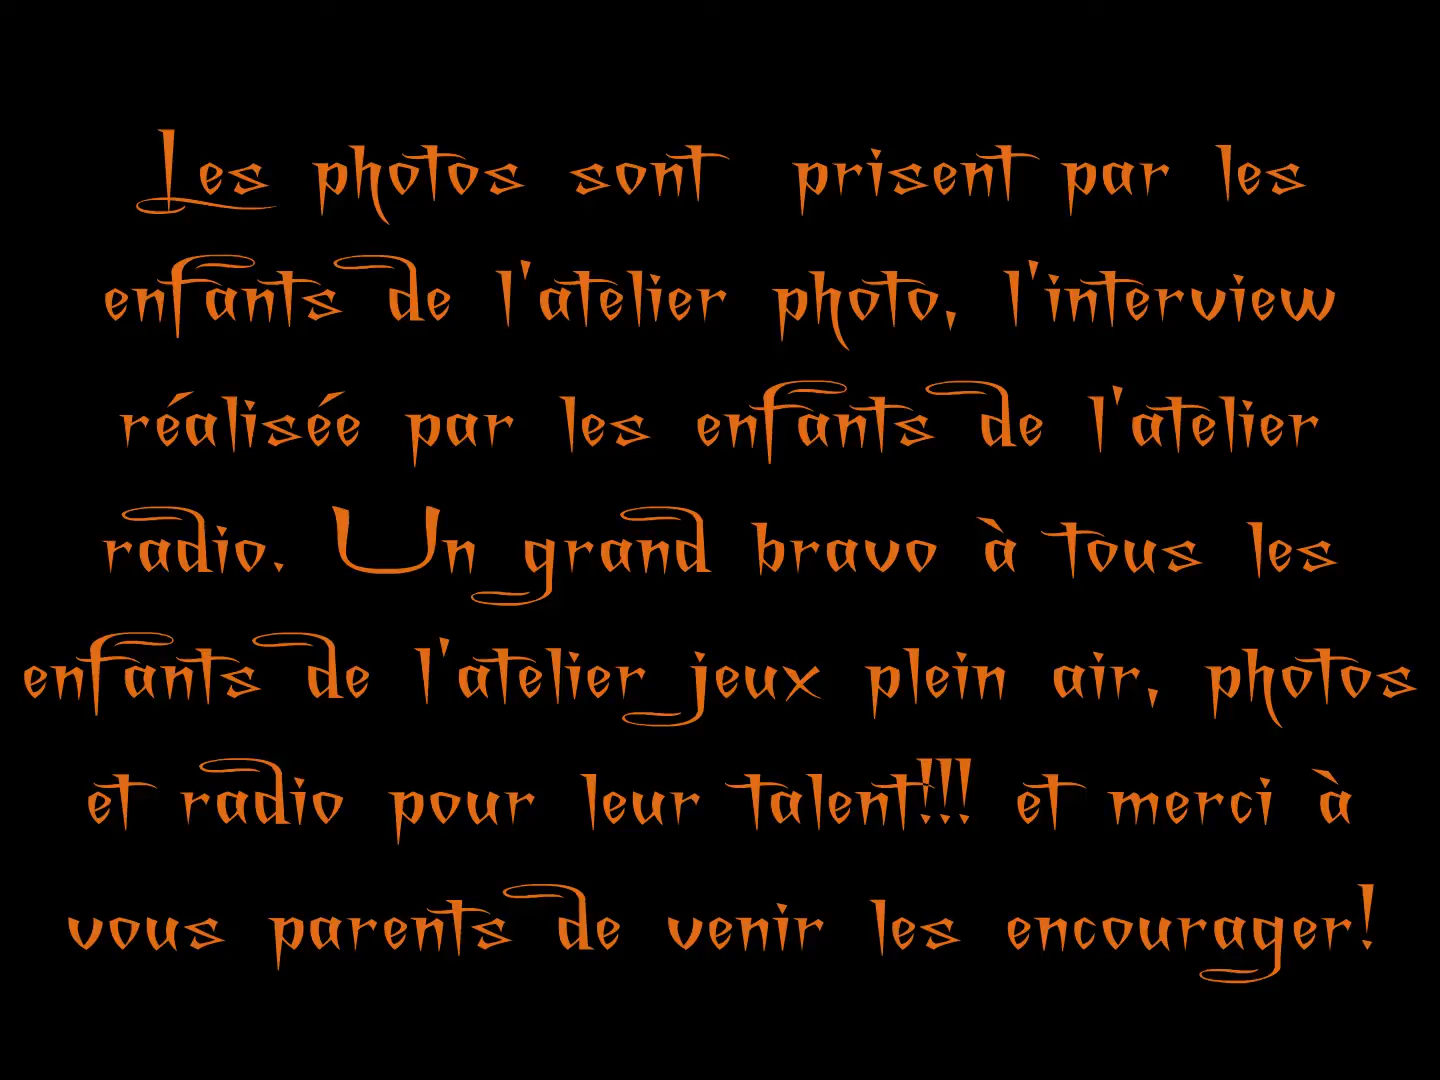 Les photos sont prisent par les
enfants de l'atelier photo, l'interview
réalisée par les enfants de l'atelier
radio. Un grand bravo à tous les
enfants de l'atelier jeux plein air, photos
et radio pour leur talent!!! et merci à
vous parents de venir les encourager!